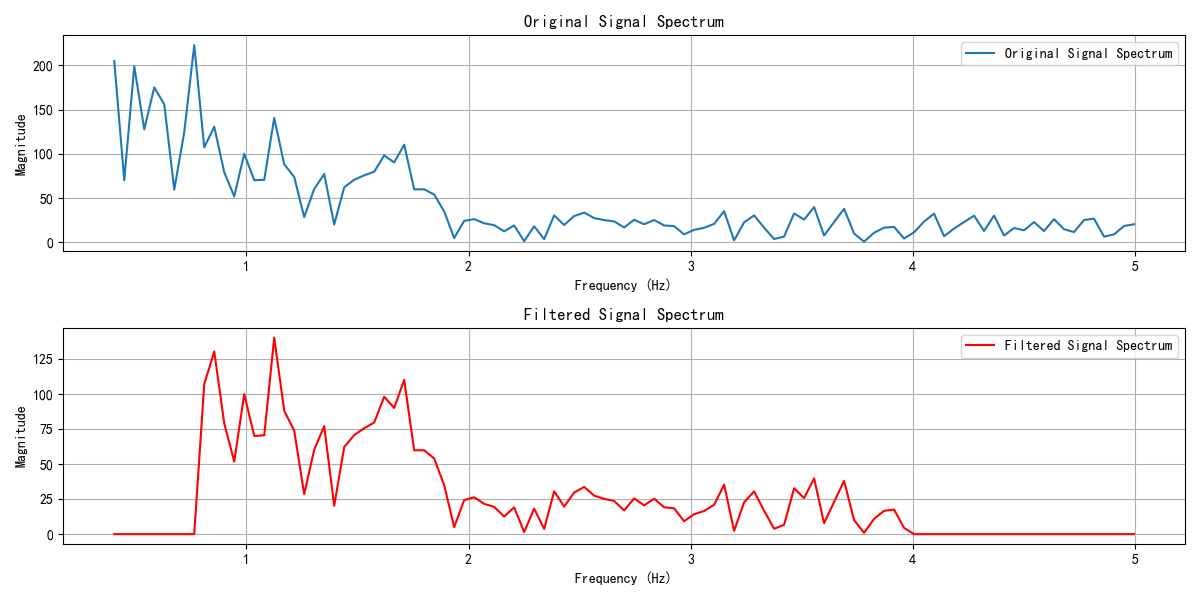 Original Signal Spectrum
Original Signal Spectrum
Magnitude
200
150
100
50
0
1 2 3 4 5
Frequency (Hz)
Filtered Signal Spectrum
Filtered Signal Spectrum
Magnitude
125
100
75
50
25
0
1 2 3 4 5
Frequency (Hz)